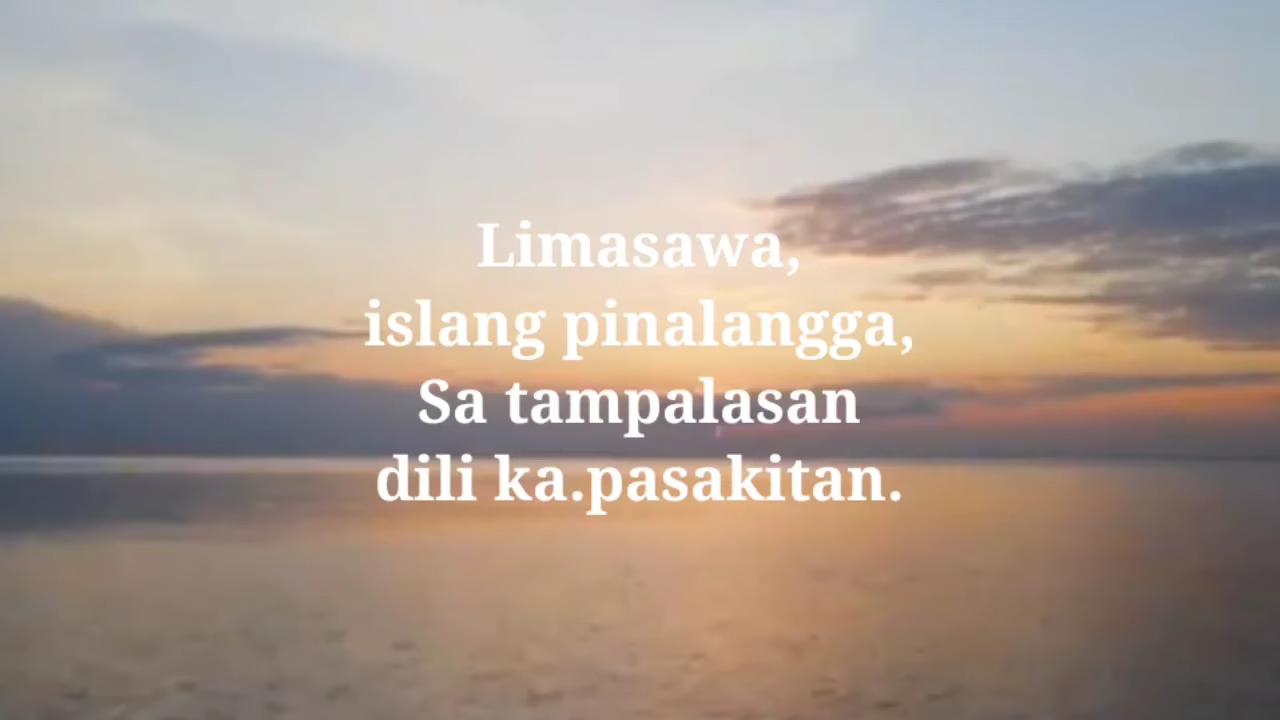 Limasawa,
islang pinalangga,
Sa tampalasan
dili ka.pasakitan.